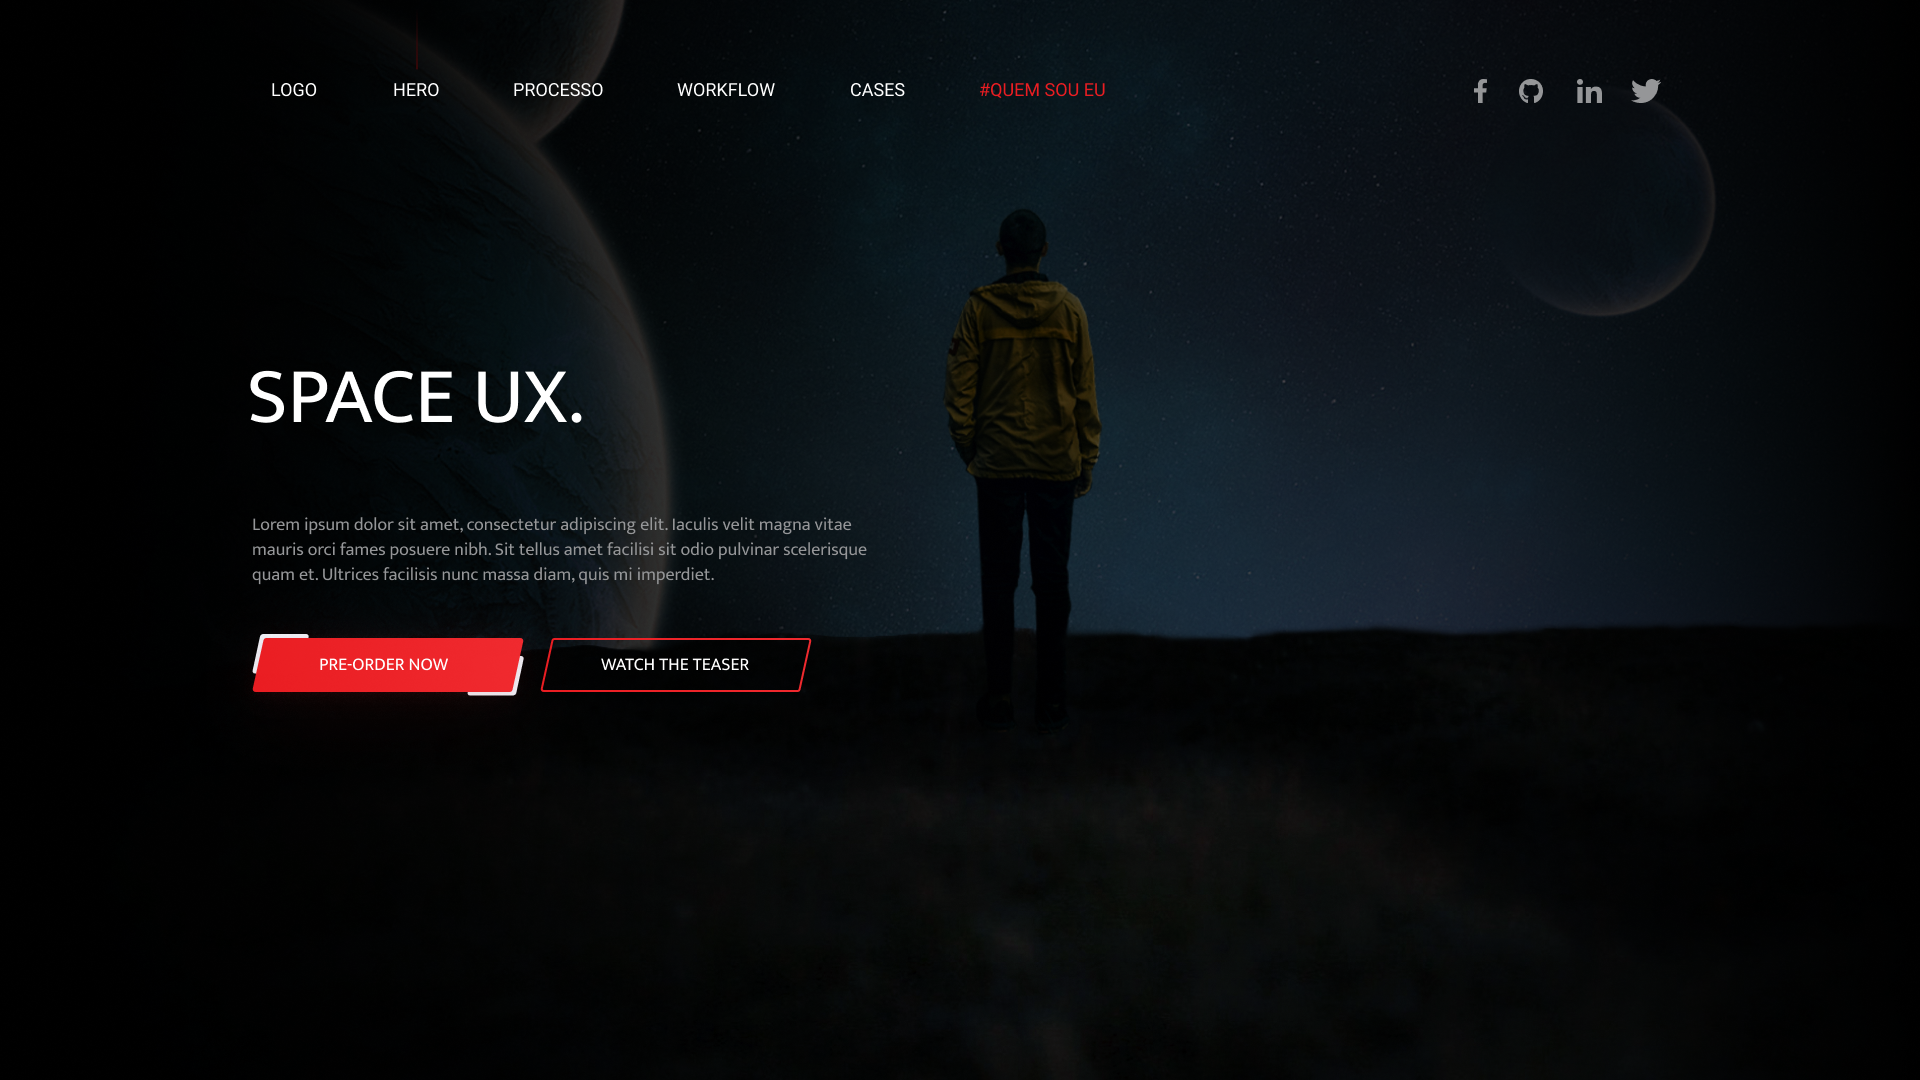 LOGO
HERO
PROCESSO
WORKFLOW
CASES
#QUEM SOU EU
SPACE UX.
Lorem ipsum dolor sit amet, consectetur adipiscing elit. Iaculis velit magna vitae
mauris orci fames posuere nibh. Sit tellus amet facilisi sit odio pulvinar scelerisque
quam et. Ultrices facilisis nunc massa diam, quis mi imperdiet.
PRE-ORDER NOW
WATCH THE TEASER